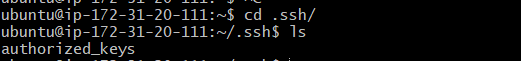 ubuntu@ip-172-31-20-111:~$ cd .ssh/
ubuntu@ip-172-31-20-111:~/.ssh$ ls
authorized_keys